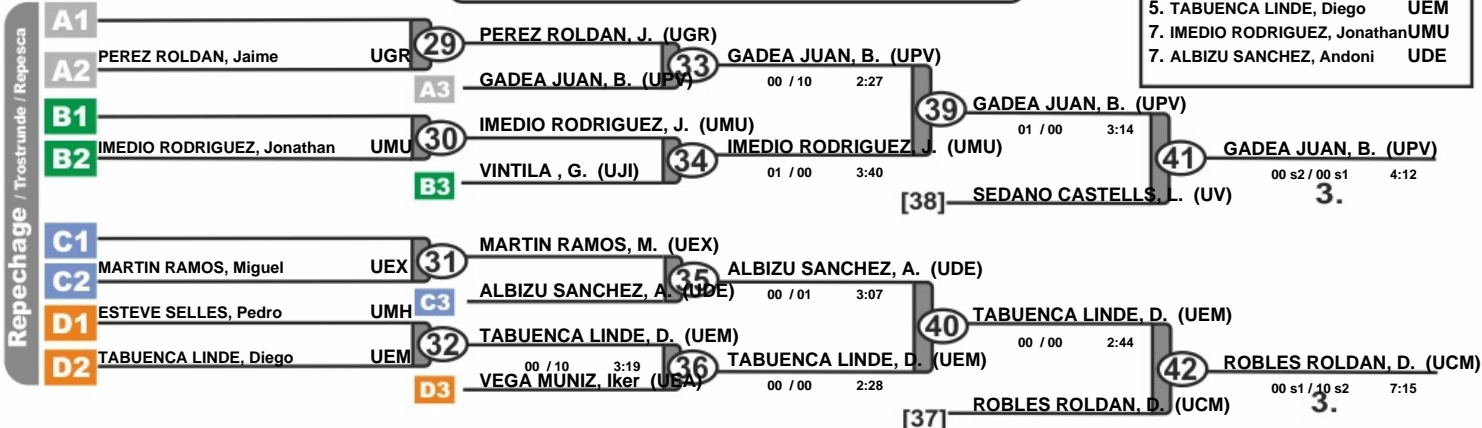 5. TABUENCA LINDE, Diego UEM
7. IMEDIO RODRIGUEZ, Jonathan UMU
7. ALBIZU SANCHEZ, Andoni UDE
Repechage / Trostrunde / Repesca
A1
A2 PEREZ ROLDAN, Jaime UGR
29
PEREZ ROLDAN, J. (UGR)
A3 GADEA JUAN, B. (UPV)
33
GADEA JUAN, B. (UPV)
00 / 10 2:27
B1
B2 IMEDIO RODRIGUEZ, Jonathan UMU
30
IMEDIO RODRIGUEZ, J. (UMU)
B3 VINTILA , G. (UJI)
34
IMEDIO RODRIGUEZ, J. (UMU)
01 / 00 3:40
39
GADEA JUAN, B. (UPV)
01 / 00 3:14
[38] SEDANO CASTELLS, L. (UV)
41
GADEA JUAN, B. (UPV)
00 s2 / 00 s1 4:12
3.
C1
C2 MARTIN RAMOS, Miguel UEX
31
MARTIN RAMOS, M. (UEX)
C3 ALBIZU SANCHEZ, A. (UDE)
35
ALBIZU SANCHEZ, A. (UDE)
00 / 01 3:07
D1 ESTEVE SELLES, Pedro UMH
D2 TABUENCA LINDE, Diego UEM
32
TABUENCA LINDE, D. (UEM)
00 / 10 3:19
D3 VEGA MUNIZ, Iker (UEA)
36
TABUENCA LINDE, D. (UEM)
00 / 00 2:28
40
TABUENCA LINDE, D. (UEM)
00 / 00 2:44
[37] ROBLES ROLDAN, D. (UCM)
42
ROBLES ROLDAN, D. (UCM)
00 s1 / 10 s2 7:15
3.